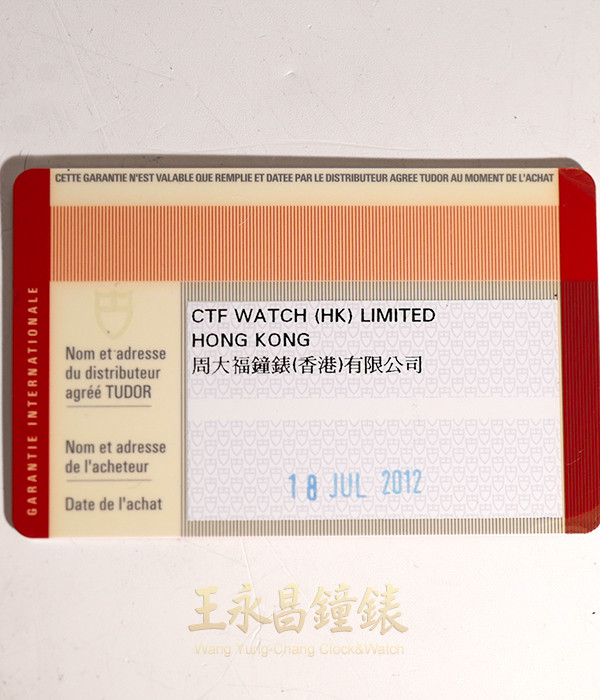 CETTE GARANTIE N'EST VALABLE QUE REMPLIE ET DATEE PAR LE DISTRIBUTEUR AGREE TUDOR AU MOMENT DE L'ACHAT
GARANTIE INTERNATIONALE
CTF WATCH (HK) LIMITED
HONG KONG
周大福鐘錶(香港)有限公司
Nom et adresse
du distributeur
agréé TUDOR
Nom et adresse
de l'acheteur
Date de l'achat
18 JUL 2012
王永昌鐘錶
Wang Yung-Chang Clock&Watch